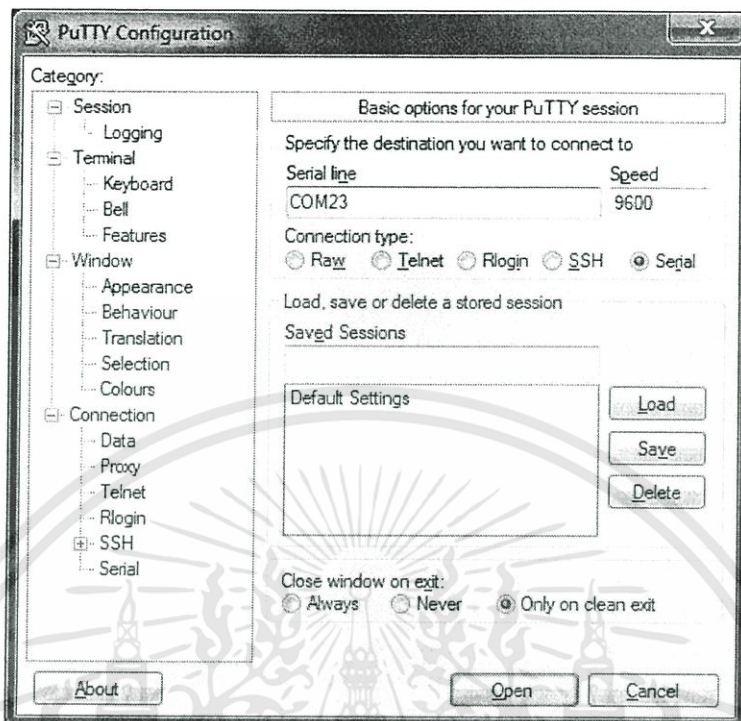 PuTTY Configuration
Category:
Session
Logging
Terminal
Keyboard
Bell
Features
Window
Appearance
Behaviour
Translation
Selection
Colours
Connection
Data
Proxy
Telnet
Rlogin
SSH
Serial
Basic options for your PuTTY session
Specify the destination you want to connect to
Serial line Speed
COM23 9600
Connection type:
Raw Telnet Rlogin SSH Serial
Load, save or delete a stored session
Saved Sessions
Default Settings
Load
Save
Delete
Close window on exit:
Always Never Only on clean exit
About Open Cancel